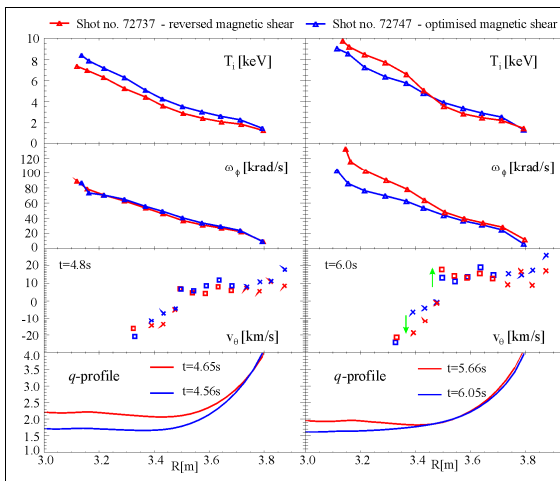 Shot no. 72737 - reversed magnetic shear Shot no. 72747 - optimised magnetic shear
10
8
6
4
2
0
T_i [keV]
T_i [keV]
120
100
80
60
40
20
0
ω_ϕ [krad/s]
ω_ϕ [krad/s]
20
10
0
-10
-20
t=4.8s
v_θ [km/s]
t=6.0s
v_θ [km/s]
4.0
3.5
3.0
2.5
2.0
1.5
1.0
q-profile
t=4.65s
t=4.56s
q-profile
t=5.66s
t=6.05s
3.0 3.2 3.4 3.6 3.8 3.0 3.2 3.4 3.6 3.8
R[m] R[m]